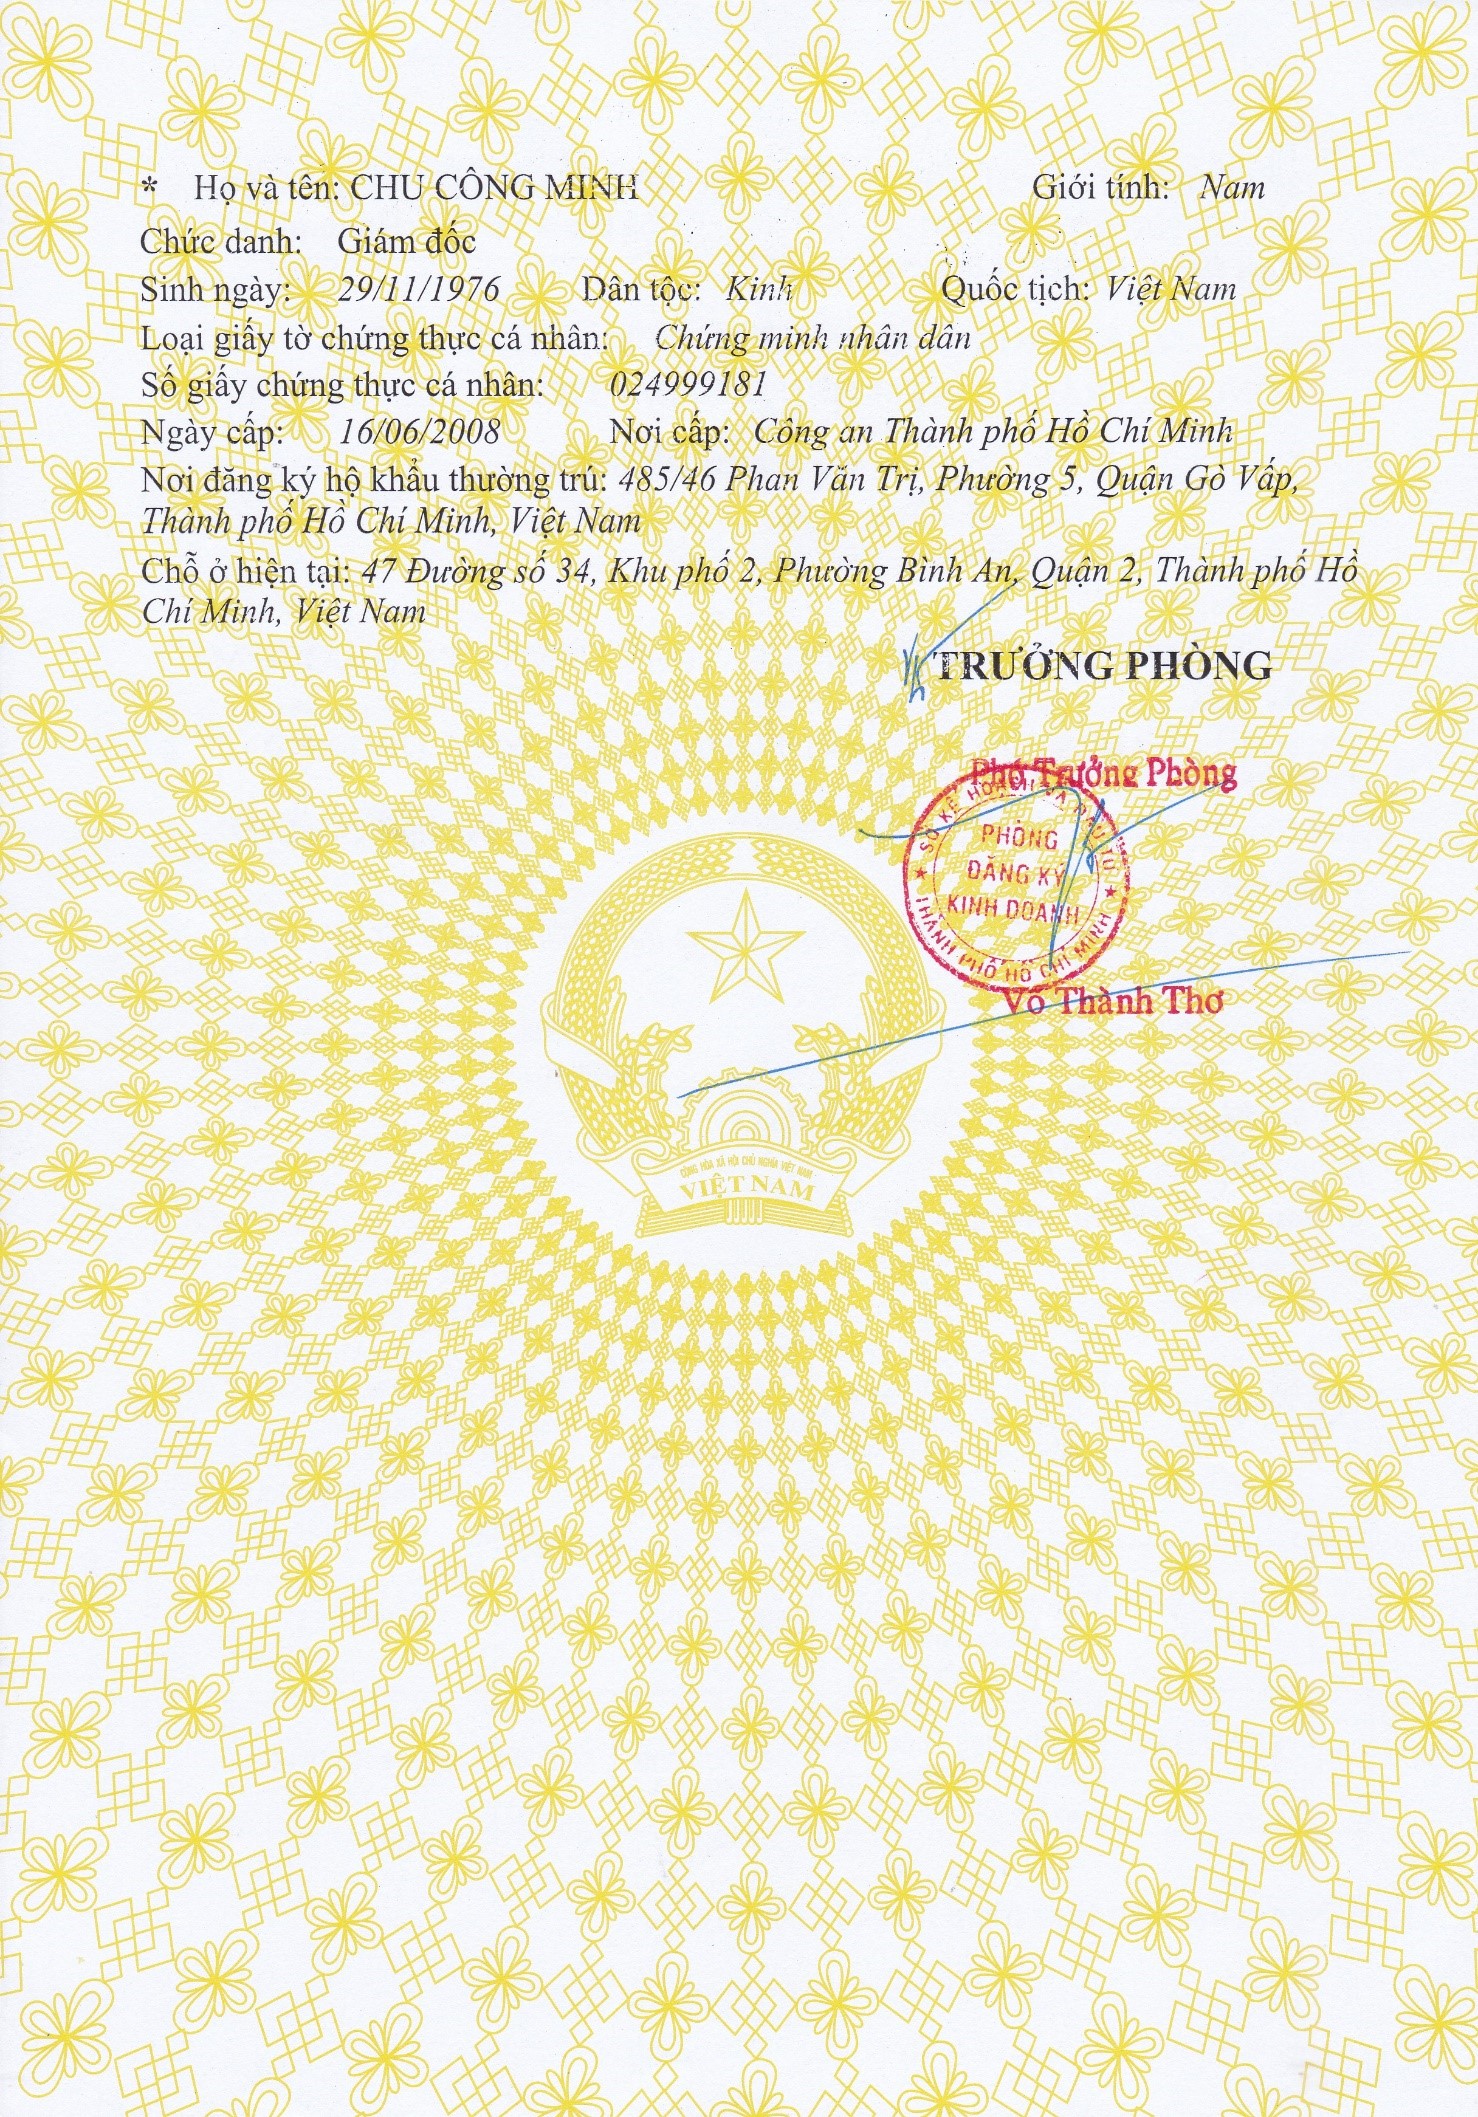 * Họ và tên: CHU CÔNG MINH Giới tính: Nam
Chức danh: Giám đốc
Sinh ngày: 29/11/1976 Dân tộc: Kinh Quốc tịch: Việt Nam
Loại giấy tờ chứng thực cá nhân: Chứng minh nhân dân
Số giấy chứng thực cá nhân: 024999181
Ngày cấp: 16/06/2008 Nơi cấp: Công an Thành phố Hồ Chí Minh
Nơi đăng ký hộ khẩu thường trú: 485/46 Phan Văn Trị, Phường 5, Quận Gò Vấp,
Thành phố Hồ Chí Minh, Việt Nam
Chỗ ở hiện tại: 47 Đường số 34, Khu phố 2, Phường Bình An, Quận 2, Thành phố Hồ
Chí Minh, Việt Nam
TRƯỞNG PHÒNG
Phó Trưởng Phòng
SỞ KẾ HOẠCH VÀ ĐẦU TƯ
PHÒNG
ĐĂNG KÝ
KINH DOANH
THÀNH PHỐ HỒ CHÍ MINH
Võ Thành Thơ
CỘNG HÒA XÃ HỘI CHỦ NGHĨA VIỆT NAM
VIỆT NAM